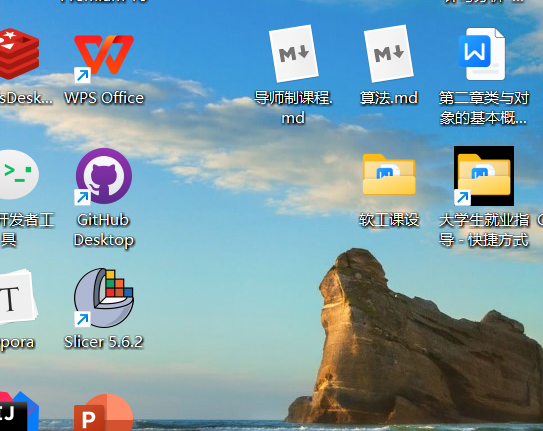 sDesk...
WPS Office
导师制课程.
md
算法.md
第二章类与对
象的基本概...
开发者工
具
GitHub
Desktop
软工课设
大学生就业指
导 - 快捷方式
pora
Slicer 5.6.2